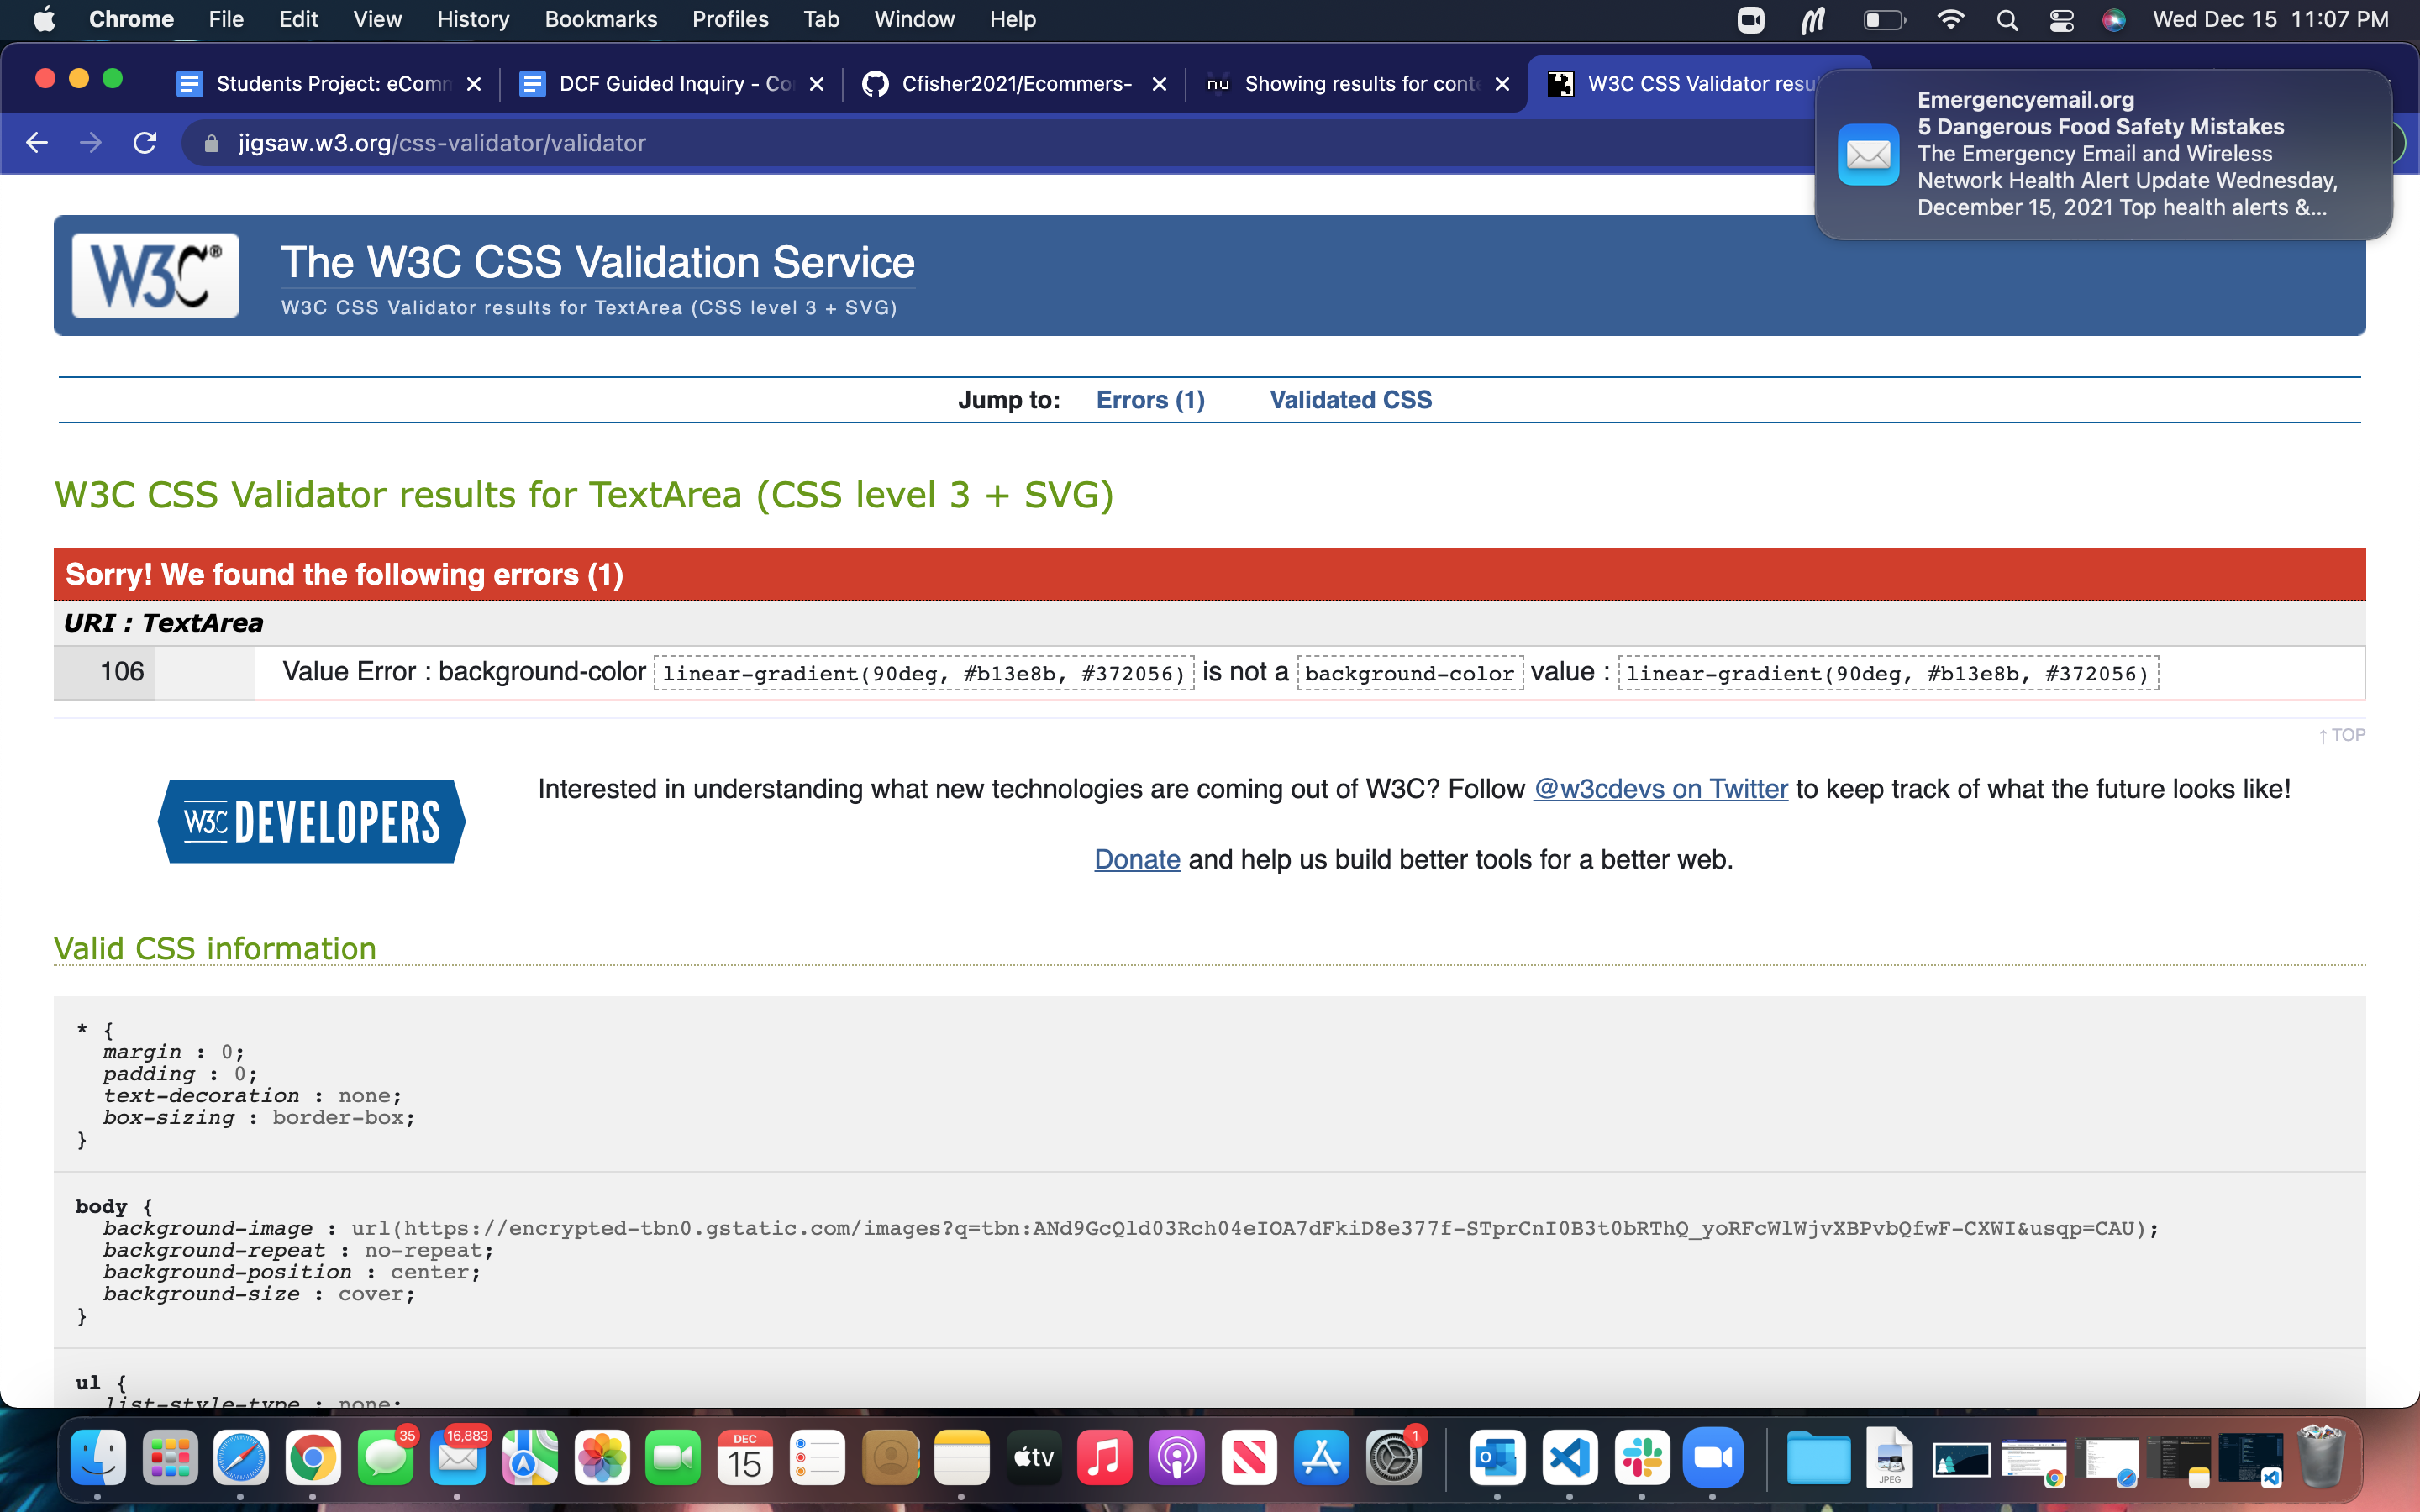 Chrome File Edit View History Bookmarks Profiles Tab Window Help Wed Dec 15 11:07 PM
Students Project: eComm DCF Guided Inquiry - Co Cfisher2021/Ecommers- nu Showing results for conte W3C CSS Validator resu
jigsaw.w3.org/css-validator/validator
Emergencyemail.org
5 Dangerous Food Safety Mistakes
The Emergency Email and Wireless
Network Health Alert Update Wednesday,
December 15, 2021 Top health alerts &...
W3C®
The W3C CSS Validation Service
W3C CSS Validator results for TextArea (CSS level 3 + SVG)
Jump to: Errors (1) Validated CSS
W3C CSS Validator results for TextArea (CSS level 3 + SVG)
Sorry! We found the following errors (1)
URI : TextArea
106 Value Error : background-color linear-gradient(90deg, #b13e8b, #372056) is not a background-color value : linear-gradient(90deg, #b13e8b, #372056)
↑ TOP
W3C DEVELOPERS
Interested in understanding what new technologies are coming out of W3C? Follow @w3cdevs on Twitter to keep track of what the future looks like!
Donate and help us build better tools for a better web.
Valid CSS information
* {
margin : 0;
padding : 0;
text-decoration : none;
box-sizing : border-box;
}
body {
background-image : url(https://encrypted-tbn0.gstatic.com/images?q=tbn:ANd9GcQld03Rch04eIOA7dFkiD8e377f-STprCnI0B3t0bRThQ_yoRFcWlWjvXBPvbQfwF-CXWI&usqp=CAU);
background-repeat : no-repeat;
background-position : center;
background-size : cover;
}
ul {
list-style-type : none;
35 16,883 DEC 15 tv 1 JPEG